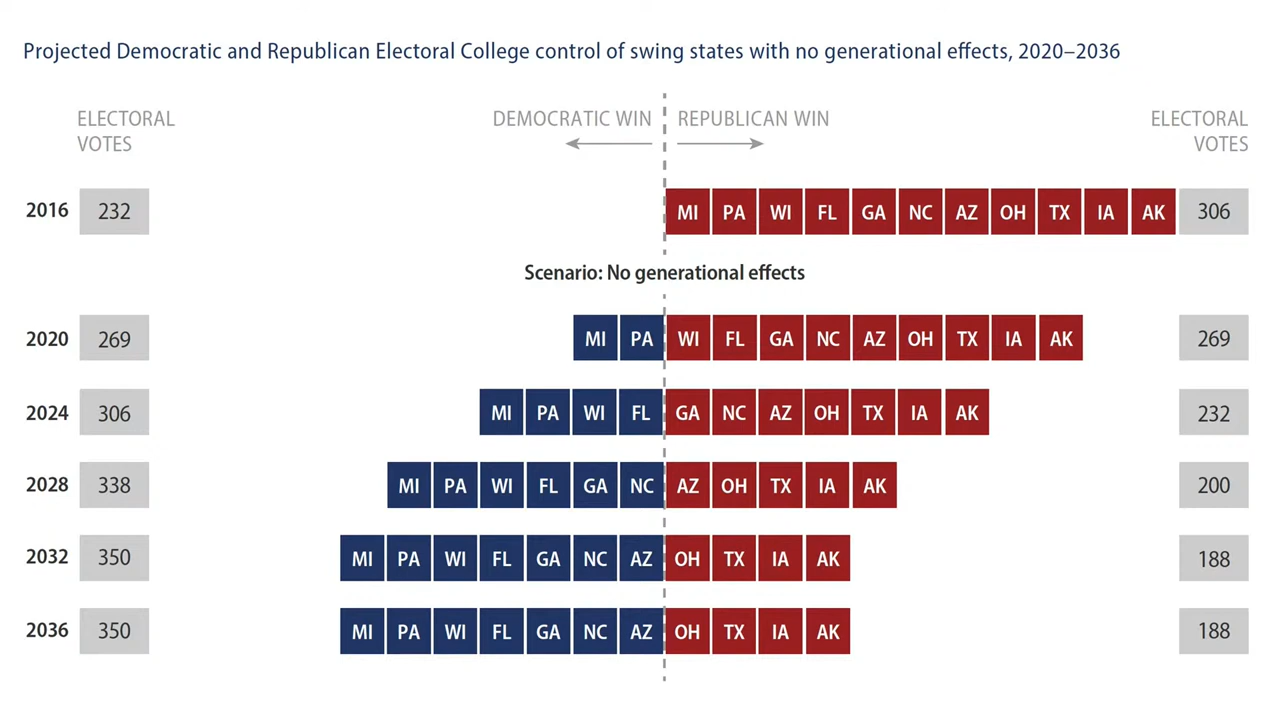 Projected Democratic and Republican Electoral College control of swing states with no generational effects, 2020–2036
ELECTORAL VOTES
DEMOCRATIC WIN
REPUBLICAN WIN
ELECTORAL VOTES
2016 232 MI PA WI FL GA NC AZ OH TX IA AK 306
Scenario: No generational effects
2020 269 MI PA WI FL GA NC AZ OH TX IA AK 269
2024 306 MI PA WI FL GA NC AZ OH TX IA AK 232
2028 338 MI PA WI FL GA NC AZ OH TX IA AK 200
2032 350 MI PA WI FL GA NC AZ OH TX IA AK 188
2036 350 MI PA WI FL GA NC AZ OH TX IA AK 188